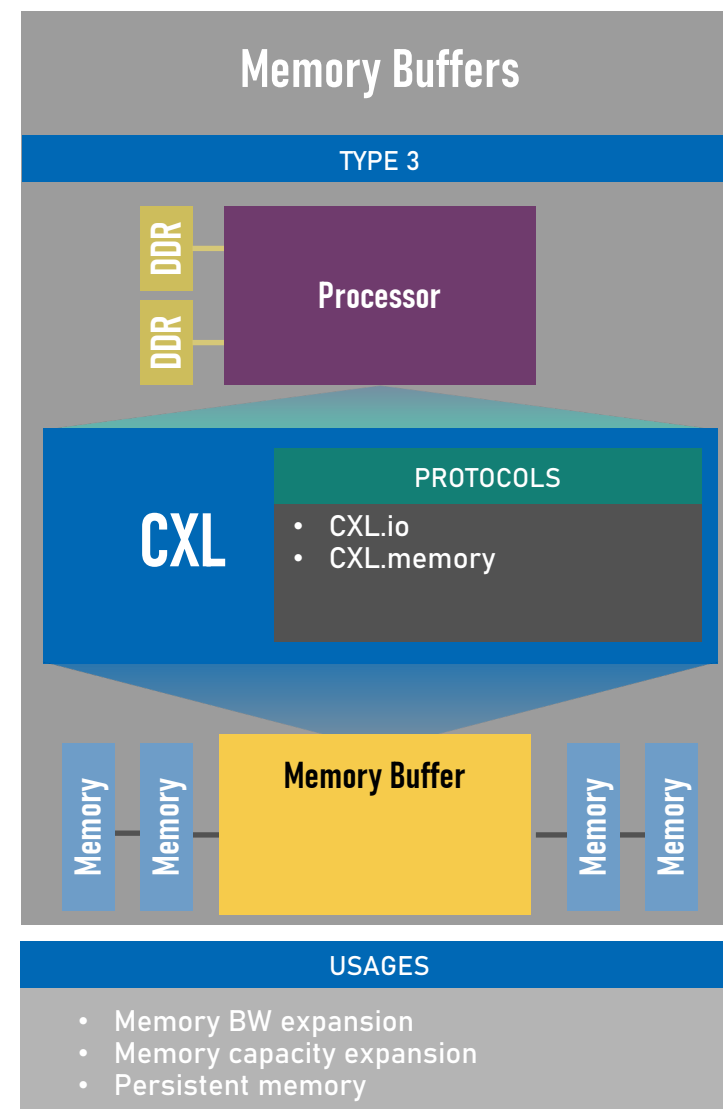 Memory Buffers
TYPE 3
DDR
DDR
Processor
CXL
PROTOCOLS
• CXL.io
• CXL.memory
Memory
Memory
Memory Buffer
Memory
Memory
USAGES
• Memory BW expansion
• Memory capacity expansion
• Persistent memory